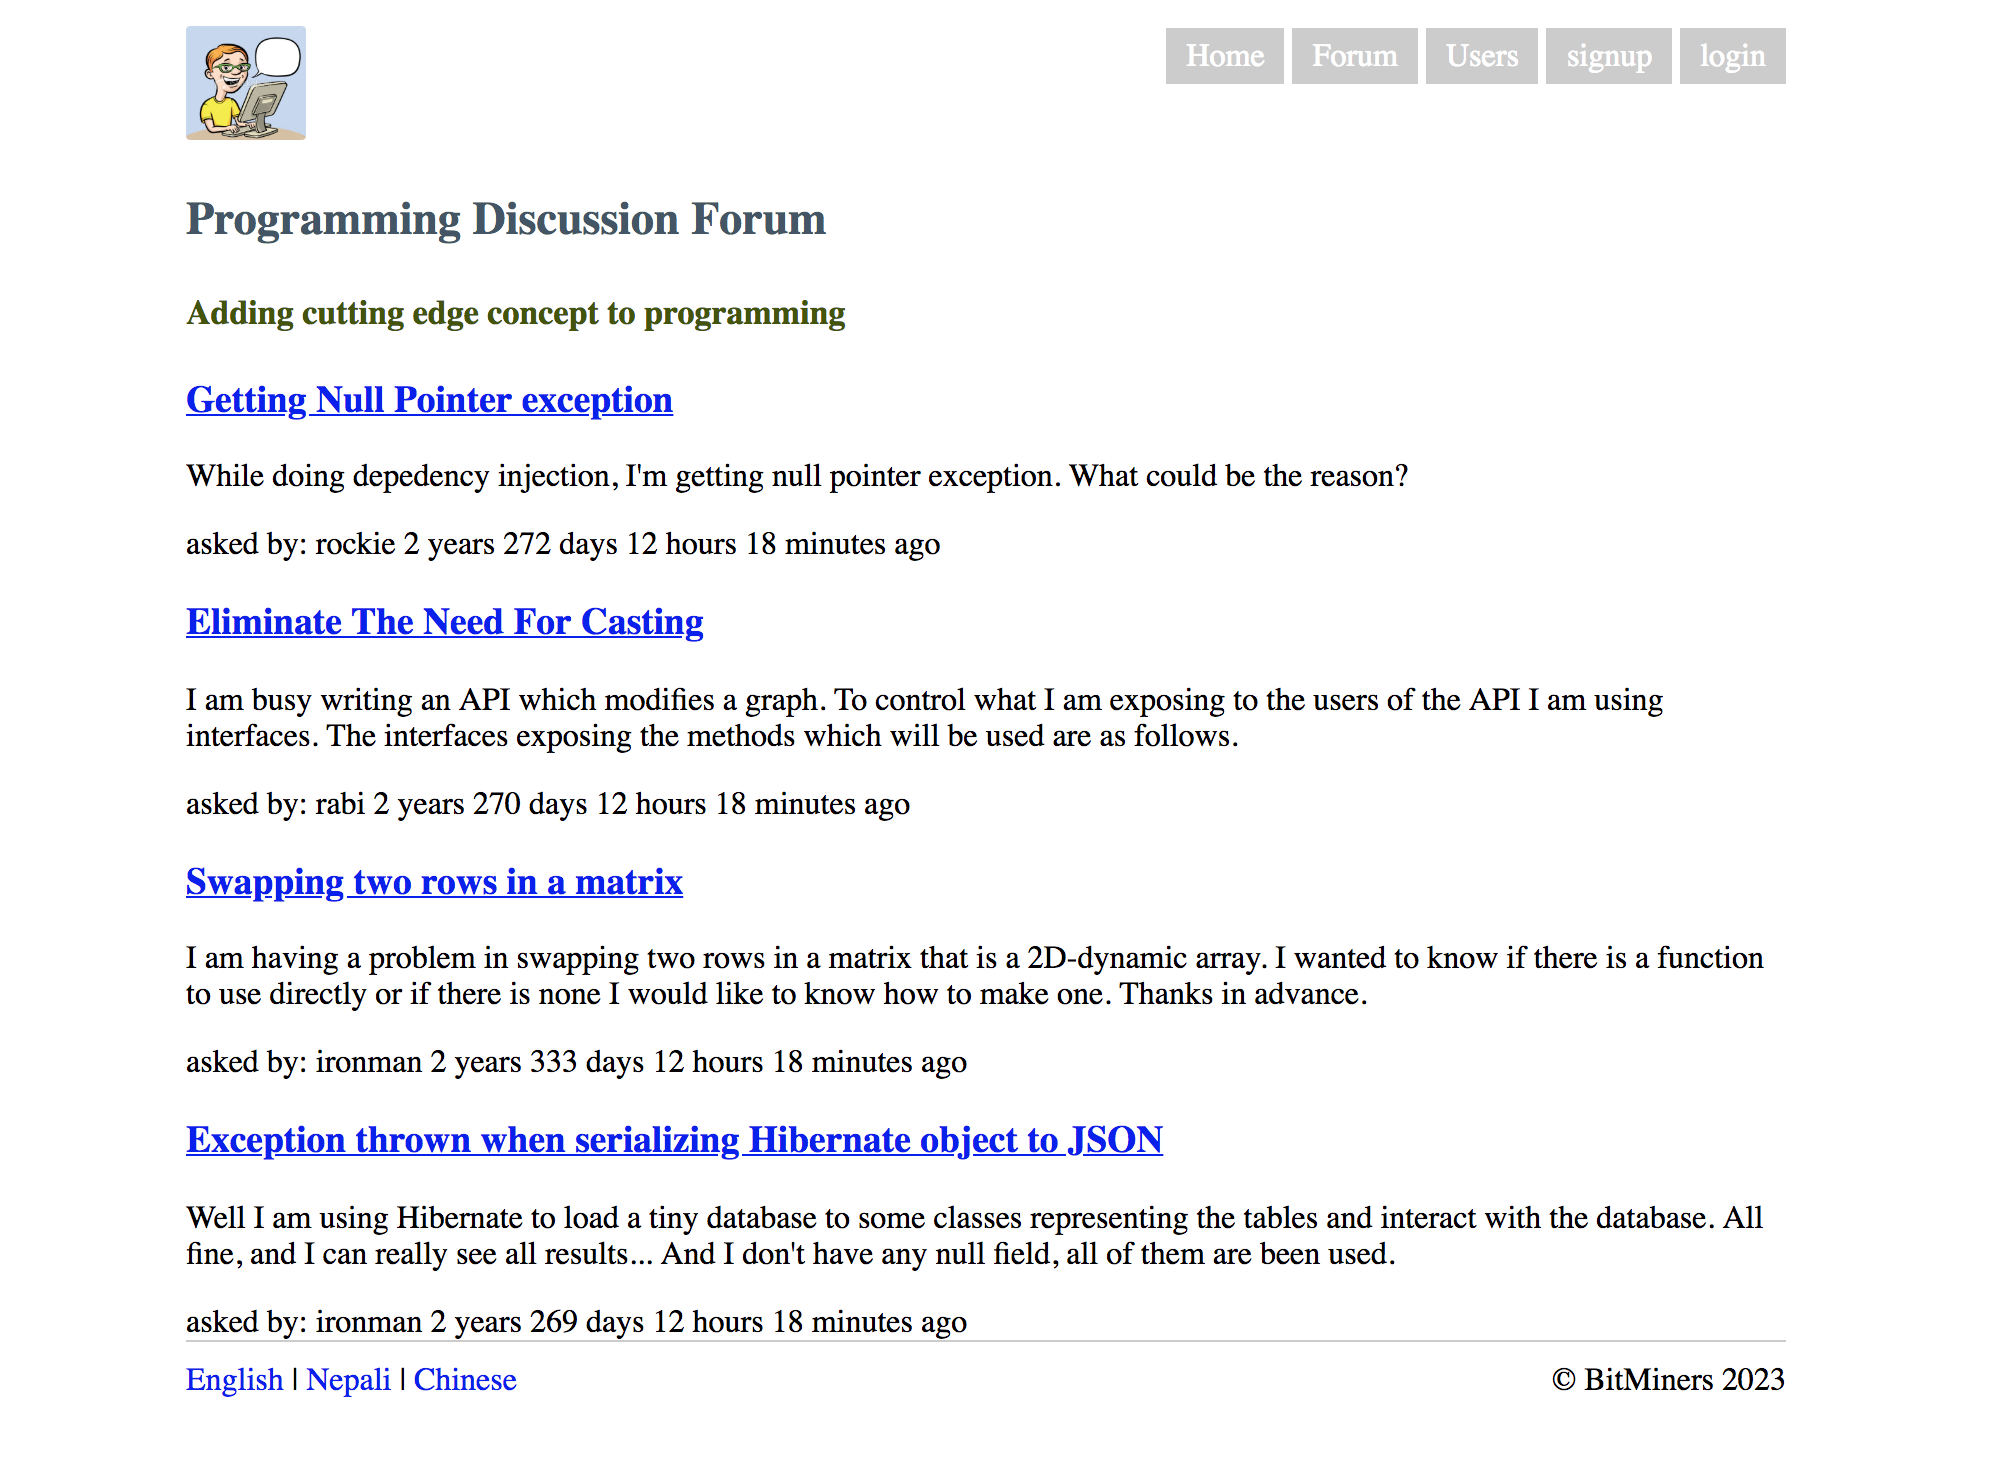 Home Forum Users signup login
Programming Discussion Forum
Adding cutting edge concept to programming
Getting Null Pointer exception
While doing depedency injection, I'm getting null pointer exception. What could be the reason?
asked by: rockie 2 years 272 days 12 hours 18 minutes ago
Eliminate The Need For Casting
I am busy writing an API which modifies a graph. To control what I am exposing to the users of the API I am using
interfaces. The interfaces exposing the methods which will be used are as follows.
asked by: rabi 2 years 270 days 12 hours 18 minutes ago
Swapping two rows in a matrix
I am having a problem in swapping two rows in a matrix that is a 2D-dynamic array. I wanted to know if there is a function
to use directly or if there is none I would like to know how to make one. Thanks in advance.
asked by: ironman 2 years 333 days 12 hours 18 minutes ago
Exception thrown when serializing Hibernate object to JSON
Well I am using Hibernate to load a tiny database to some classes representing the tables and interact with the database. All
fine, and I can really see all results... And I don't have any null field, all of them are been used.
asked by: ironman 2 years 269 days 12 hours 18 minutes ago
English | Nepali | Chinese © BitMiners 2023